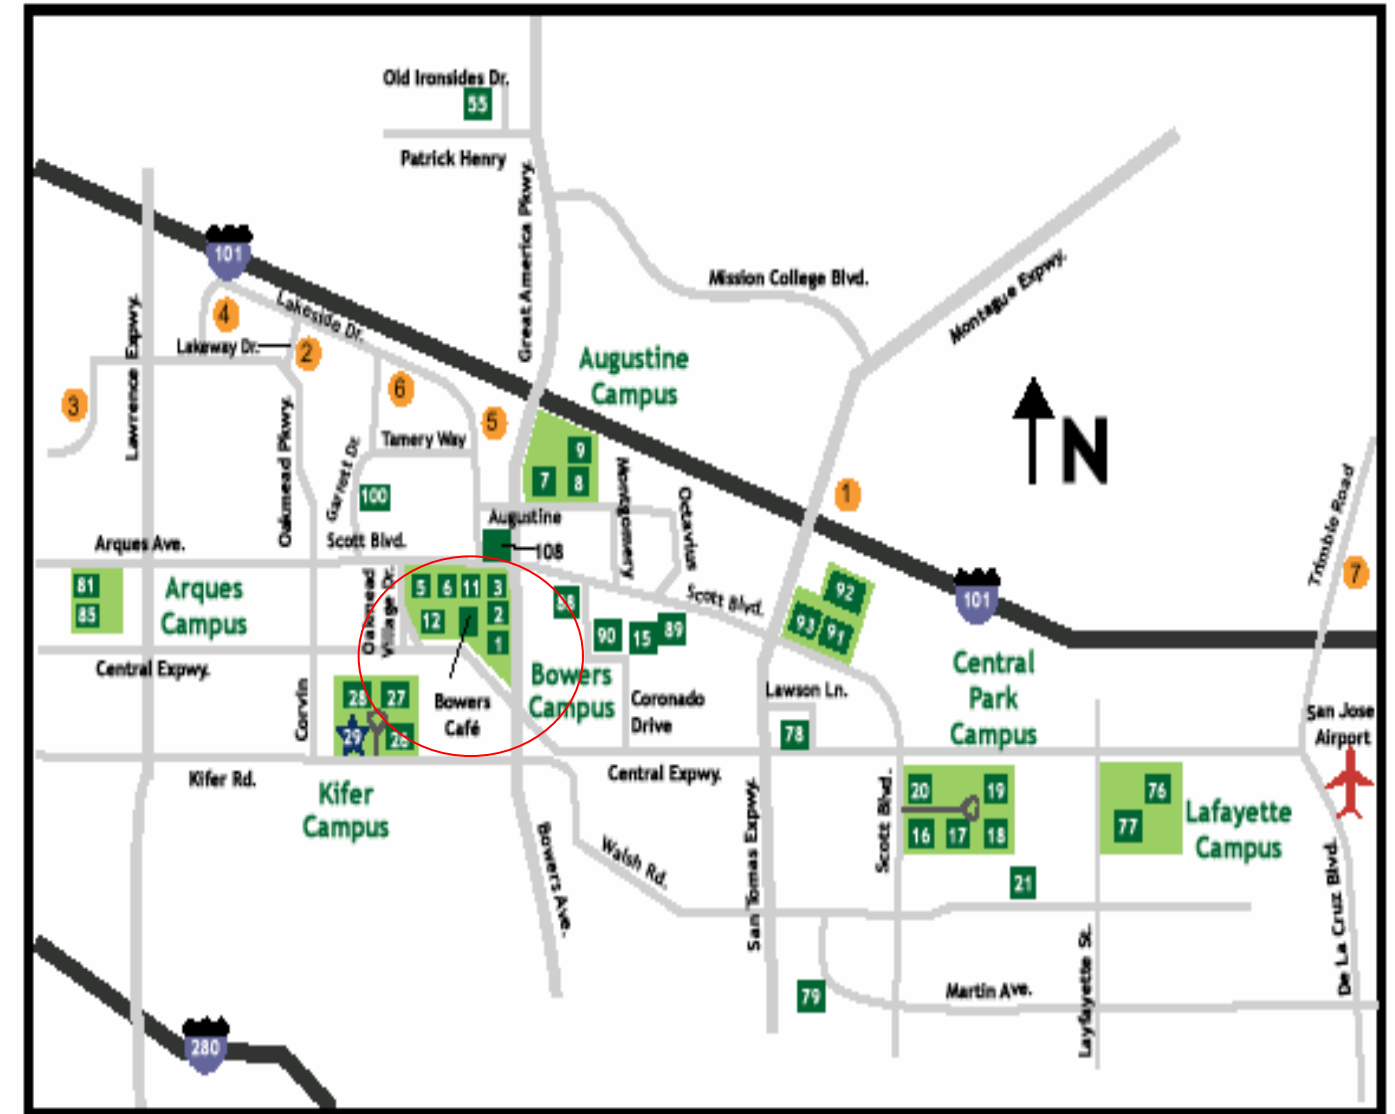 Old Ironsides Dr.
55
Patrick Henry
Great America Pkwy.
101
Mission College Blvd.
Montague Expwy.
Lakeside Dr.
4
Lakeway Dr.
2
Lawrence Expwy.
3
6
5
Augustine
Campus
N
Tamery Way
Oakmead Pkwy.
Garrett Dr.
100
9
7
8
Montgomery
Octavius
1
Trimble Road
Augustine
Scott Blvd.
108
Arques Ave.
7
101
81
85
Arques
Campus
Oakmead
Village Dr.
5
6
11
3
12
2
1
88
90
15
89
Scott Blvd.
92
93
91
Central Expwy.
Corvin
28
27
29
26
Bowers
Café
Bowers
Campus
Coronado
Drive
Lawson Ln.
78
Central
Park
Campus
San Jose
Airport
Kifer Rd.
Kifer
Campus
Central Expwy.
Bowers Ave.
Walsh Rd.
San Tomas Expwy.
Scott Blvd.
20
19
16
17
18
21
76
77
Lafayette
Campus
De La Cruz Blvd.
Layfayette St.
79
Martin Ave.
280